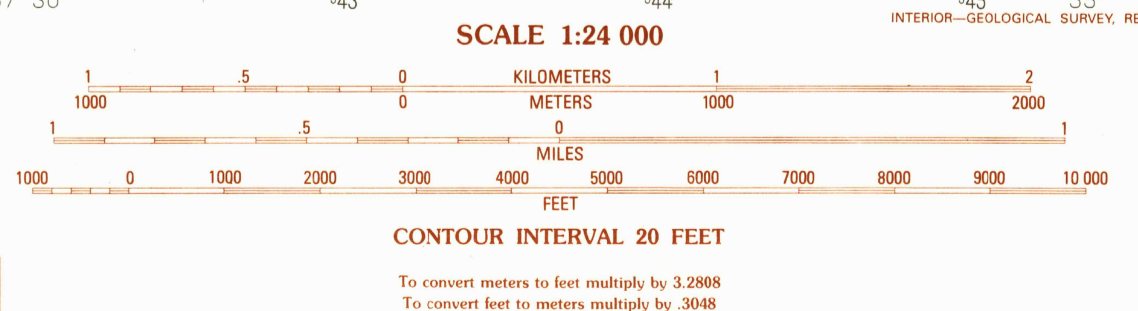 INTERIOR—GEOLOGICAL SURVEY, RE
SCALE 1:24 000
1 .5 0 KILOMETERS 1 2
1000 0 METERS 1000 2000
1 .5 0 1
MILES
1000 0 1000 2000 3000 4000 5000 6000 7000 8000 9000 10 000
FEET
CONTOUR INTERVAL 20 FEET
To convert meters to feet multiply by 3.2808
To convert feet to meters multiply by .3048